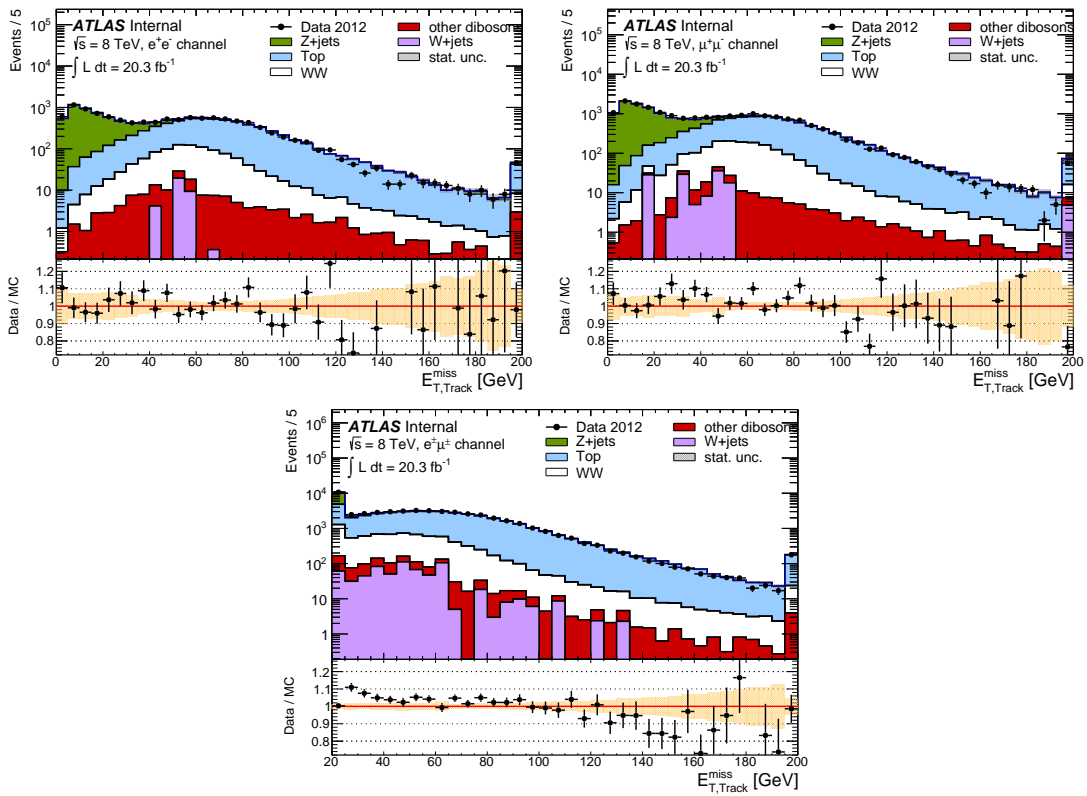 ATLAS Internal
√s = 8 TeV, e⁺e⁻ channel
∫ L dt = 20.3 fb⁻¹
Data 2012
Z+jets
Top
WW
other dibosons
W+jets
stat. unc.
Events / 5
10⁵
10⁴
10³
10²
10
1
Data / MC
1.2
1.1
1
0.9
0.8
0 20 40 60 80 100 120 140 160 180 200
E_T,Track^miss [GeV]
ATLAS Internal
√s = 8 TeV, μ⁺μ⁻ channel
∫ L dt = 20.3 fb⁻¹
Data 2012
Z+jets
Top
WW
other dibosons
W+jets
stat. unc.
Events / 5
10⁵
10⁴
10³
10²
10
1
Data / MC
1.2
1.1
1
0.9
0.8
0 20 40 60 80 100 120 140 160 180 200
E_T,Track^miss [GeV]
ATLAS Internal
√s = 8 TeV, e^±μ^± channel
∫ L dt = 20.3 fb⁻¹
Data 2012
Z+jets
Top
WW
other dibosons
W+jets
stat. unc.
Events / 5
10⁶
10⁵
10⁴
10³
10²
10
1
Data / MC
1.2
1.1
1
0.9
0.8
20 40 60 80 100 120 140 160 180 200
E_T,Track^miss [GeV]